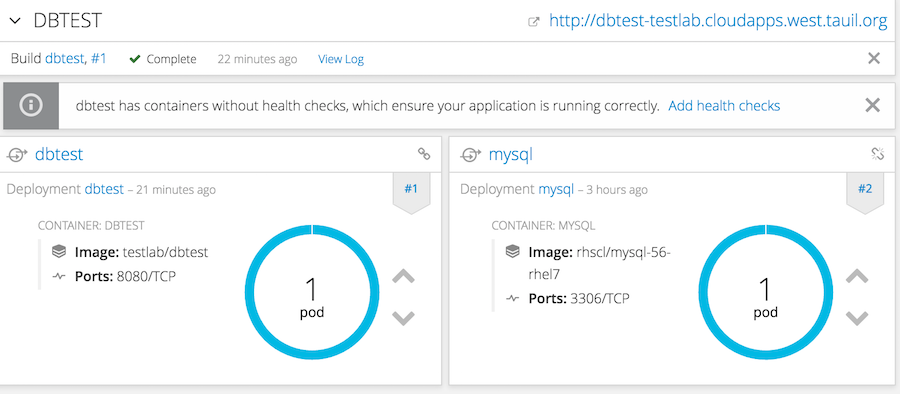 DBTEST
http://dbtest-testlab.cloudapps.west.tauil.org
Build dbtest, #1 Complete 22 minutes ago View Log
dbtest has containers without health checks, which ensure your application is running correctly. Add health checks
dbtest
Deployment dbtest – 21 minutes ago
#1
CONTAINER: DBTEST
Image: testlab/dbtest
Ports: 8080/TCP
1
pod
mysql
Deployment mysql – 3 hours ago
#2
CONTAINER: MYSQL
Image: rhscl/mysql-56-
rhel7
Ports: 3306/TCP
1
pod